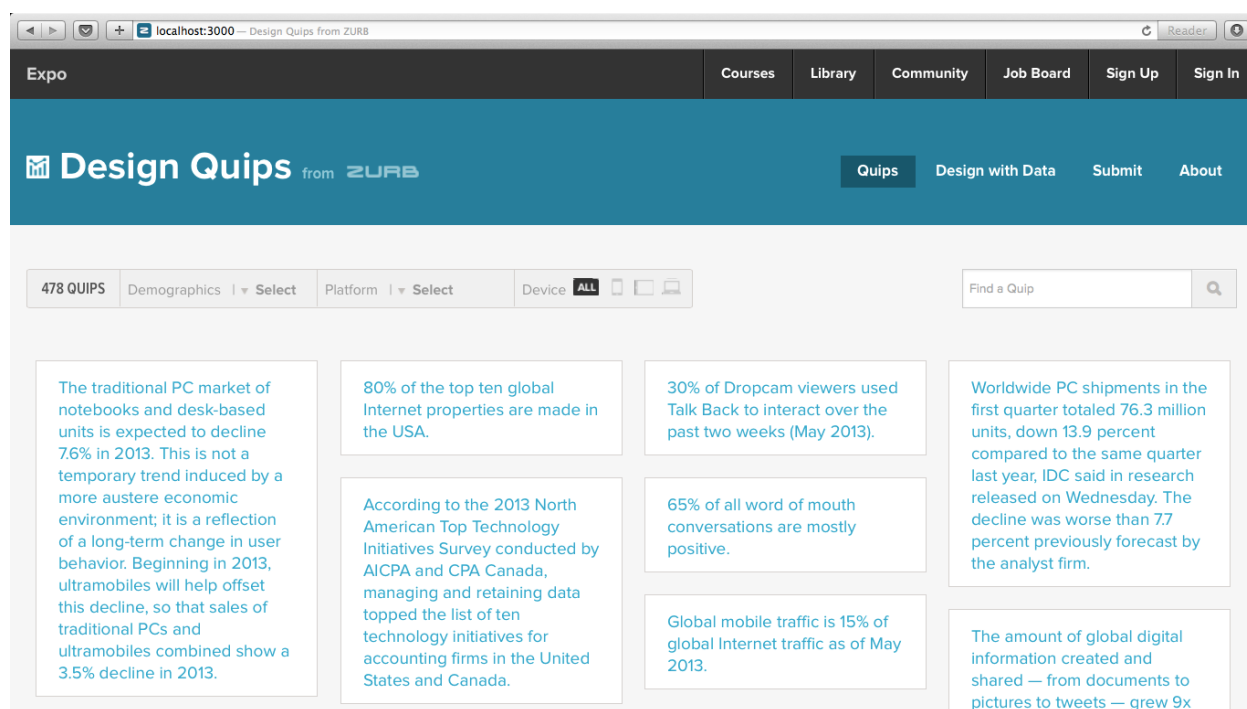 localhost:3000 — Design Quips from ZURB
Reader
Expo
Courses
Library
Community
Job Board
Sign Up
Sign In
Design Quips from ZURB
Quips
Design with Data
Submit
About
478 QUIPS
Demographics
Select
Platform
Select
Device
ALL
Find a Quip
The traditional PC market of
notebooks and desk-based
units is expected to decline
7.6% in 2013. This is not a
temporary trend induced by a
more austere economic
environment; it is a reflection
of a long-term change in user
behavior. Beginning in 2013,
ultramobiles will help offset
this decline, so that sales of
traditional PCs and
ultramobiles combined show a
3.5% decline in 2013.
80% of the top ten global
Internet properties are made in
the USA.
According to the 2013 North
American Top Technology
Initiatives Survey conducted by
AICPA and CPA Canada,
managing and retaining data
topped the list of ten
technology initiatives for
accounting firms in the United
States and Canada.
30% of Dropcam viewers used
Talk Back to interact over the
past two weeks (May 2013).
65% of all word of mouth
conversations are mostly
positive.
Global mobile traffic is 15% of
global Internet traffic as of May
2013.
Worldwide PC shipments in the
first quarter totaled 76.3 million
units, down 13.9 percent
compared to the same quarter
last year, IDC said in research
released on Wednesday. The
decline was worse than 7.7
percent previously forecast by
the analyst firm.
The amount of global digital
information created and
shared — from documents to
pictures to tweets — grew 9x